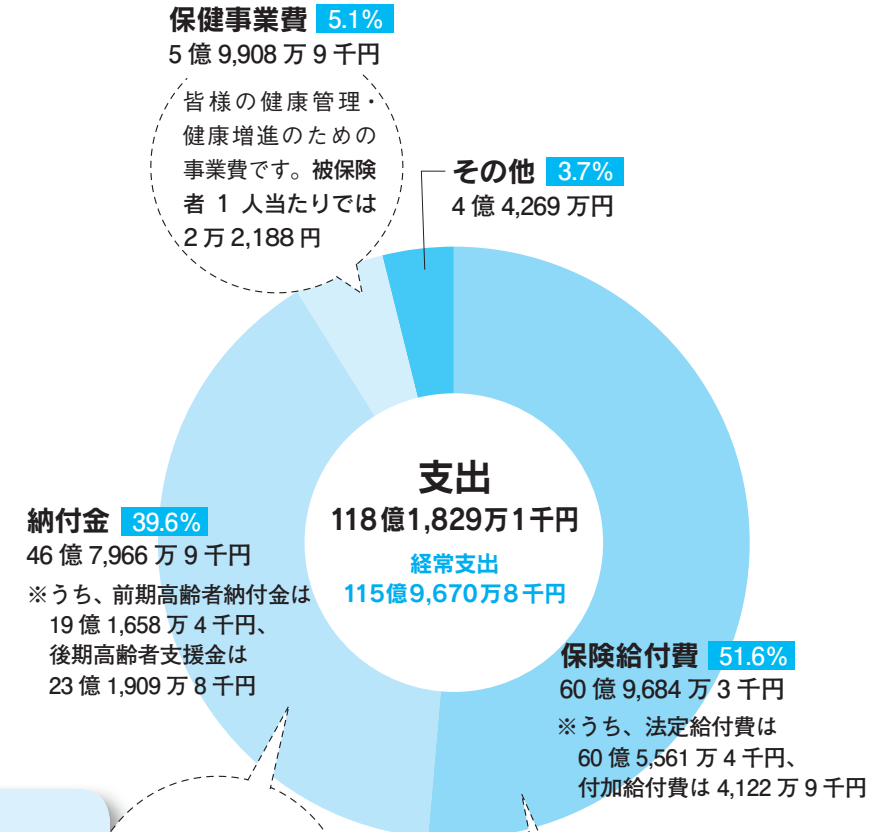 保健事業費 5.1%
5億9,908万9千円
皆様の健康管理・
健康増進のための
事業費です。被保険
者1人当たりでは
2万2,188円
その他 3.7%
4億4,269万円
支出
118億1,829万1千円
経常支出
115億9,670万8千円
納付金 39.6%
46億7,966万9千円
※うち、前期高齢者納付金は
19億1,658万4千円、
後期高齢者支援金は
23億1,909万8千円
保険給付費 51.6%
60億9,684万3千円
※うち、法定給付費は
60億5,561万4千円、
付加給付費は4,122万9千円